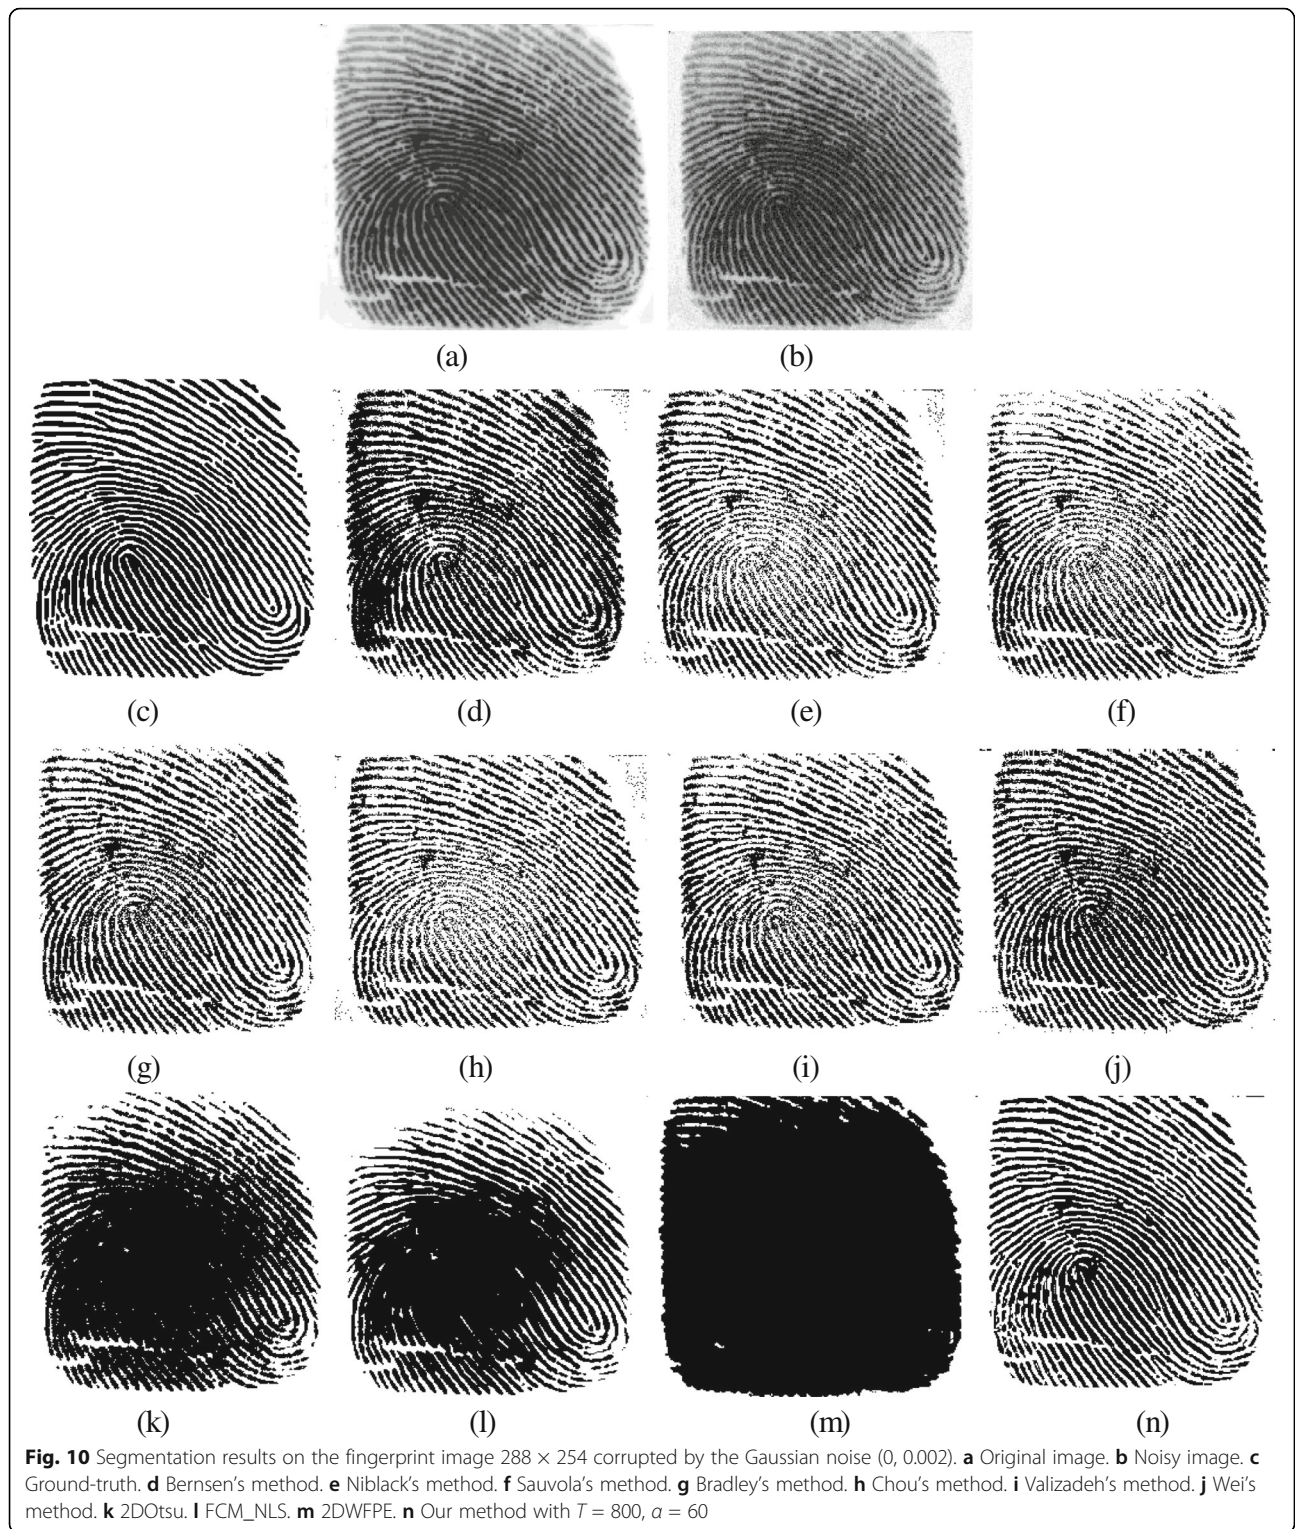 (a)
(b)
(c)
(d)
(e)
(f)
(g)
(h)
(i)
(j)
(k)
(l)
(m)
(n)
Fig. 10 Segmentation results on the fingerprint image 288 × 254 corrupted by the Gaussian noise (0, 0.002). a Original image. b Noisy image. c
Ground-truth. d Bernsen's method. e Niblack's method. f Sauvola's method. g Bradley's method. h Chou's method. i Valizadeh's method. j Wei's
method. k 2DOtsu. l FCM_NLS. m 2DWFPE. n Our method with T = 800, α = 60